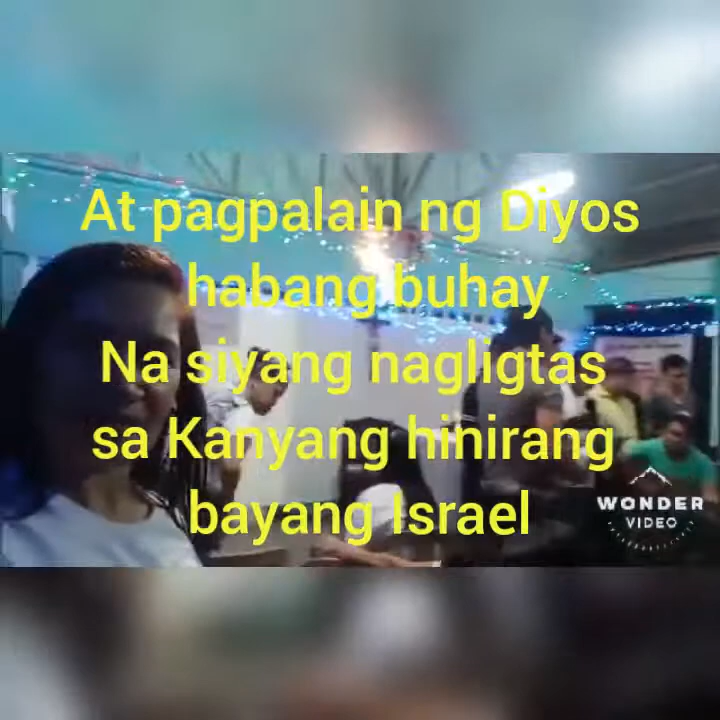 At pagpalain ng Diyos
habang buhay
Na siyang nagligtas
sa Kanyang hinirang
bayang Israel
WONDER
VIDEO